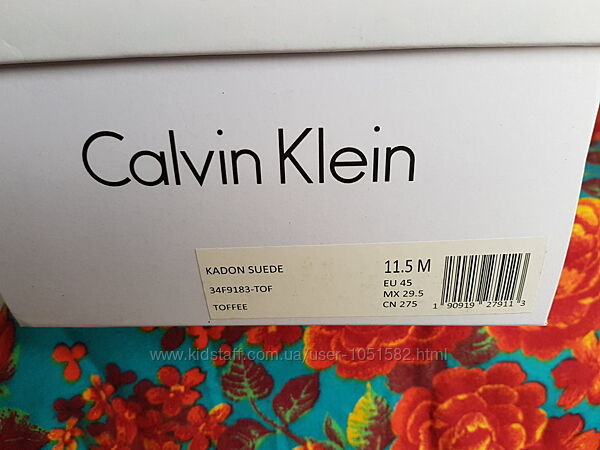 Calvin Klein
KADON SUEDE
34F9183-TOF
TOFFEE
11.5 M
EU 45
MX 29.5
CN 275
1 90919 27911 3
www.kidstaff.com.ua/user-1051582.html